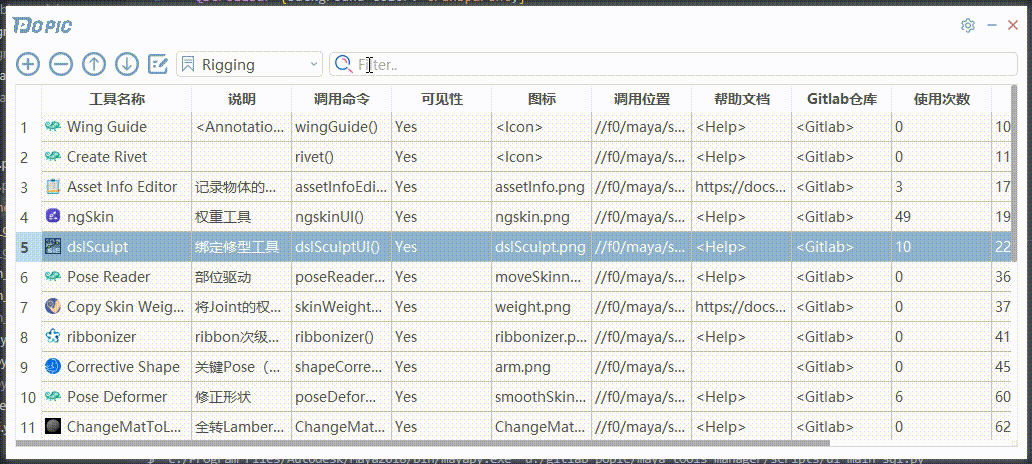 POPIC
Rigging Filter..
工具名称 说明 调用命令 可见性 图标 调用位置 帮助文档 Gitlab仓库 使用次数
1 Wing Guide <Annotatio... wingGuide() Yes <Icon> //f0/maya/s... <Help> <Gitlab> 0 10
2 Create Rivet rivet() Yes <Icon> //f0/maya/s... <Help> <Gitlab> 0 11
3 Asset Info Editor 记录物体的... assetInfoEdi... Yes assetInfo.png //f0/maya/s... https://docs... <Gitlab> 3 17
4 ngSkin 权重工具 ngskinUI() Yes ngskin.png //f0/maya/s... <Help> <Gitlab> 49 19
5 dslSculpt 绑定修型工具 dslSculptUI() Yes dslSculpt.png //f0/maya/s... <Help> <Gitlab> 10 22
6 Pose Reader 部位驱动 poseReader... Yes moveSkinn... //f0/maya/s... <Help> <Gitlab> 0 36
7 Copy Skin Weig... 将Joint的权... skinWeight... Yes weight.png //f0/maya/s... https://docs... <Gitlab> 0 37
8 ribbonizer ribbon次级... ribbonizer() Yes ribbonizer.p... //f0/maya/s... <Help> <Gitlab> 0 41
9 Corrective Shape 关键Pose（... shapeCorre... Yes arm.png //f0/maya/s... <Gitlab> 0 45
10 Pose Deformer 修正形状 poseDefor... Yes smoothSkin... //f0/maya/s... <Help> <Gitlab> 6 60
11 ChangeMatToL... 全转Lamber... ChangeMat... Yes ChangeMat... //f0/maya/s... <Help> <Gitlab> 0 62